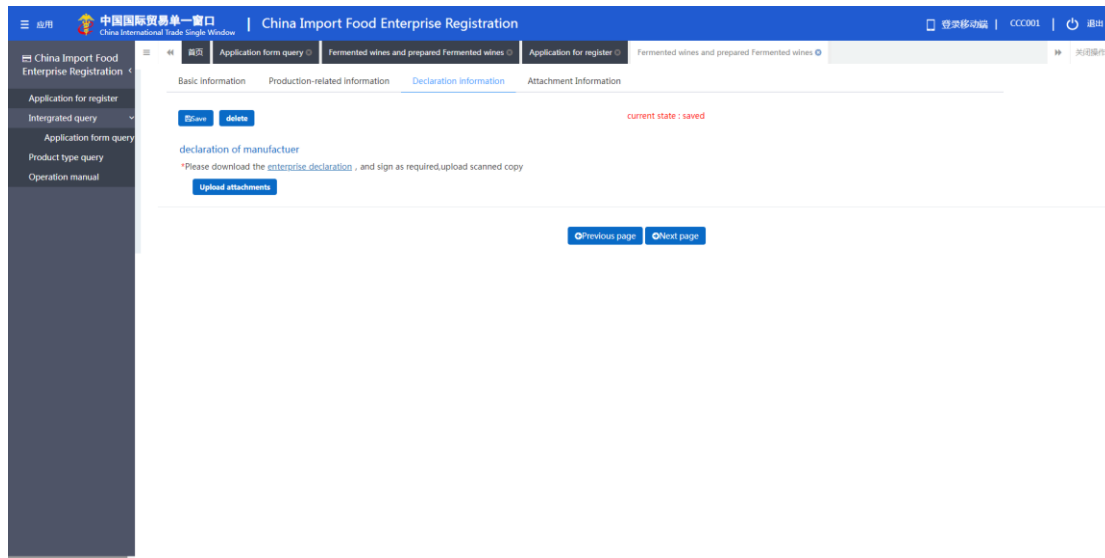 应用
中国国际贸易单一窗口
China International Trade Single Window
| China Import Food Enterprise Registration
登录移动端 | CCC001 | 退出
China Import Food
Enterprise Registration
首页 Application form query Fermented wines and prepared Fermented wines Application for register Fermented wines and prepared Fermented wines 关闭操作
Basic information Production-related information Declaration information Attachment Information
Application for register
Intergrated query
Application form query
Product type query
Operation manual
Save delete current state : saved
declaration of manufactuer
*Please download the enterprise declaration , and sign as required,upload scanned copy
Upload attachments
Previous page Next page